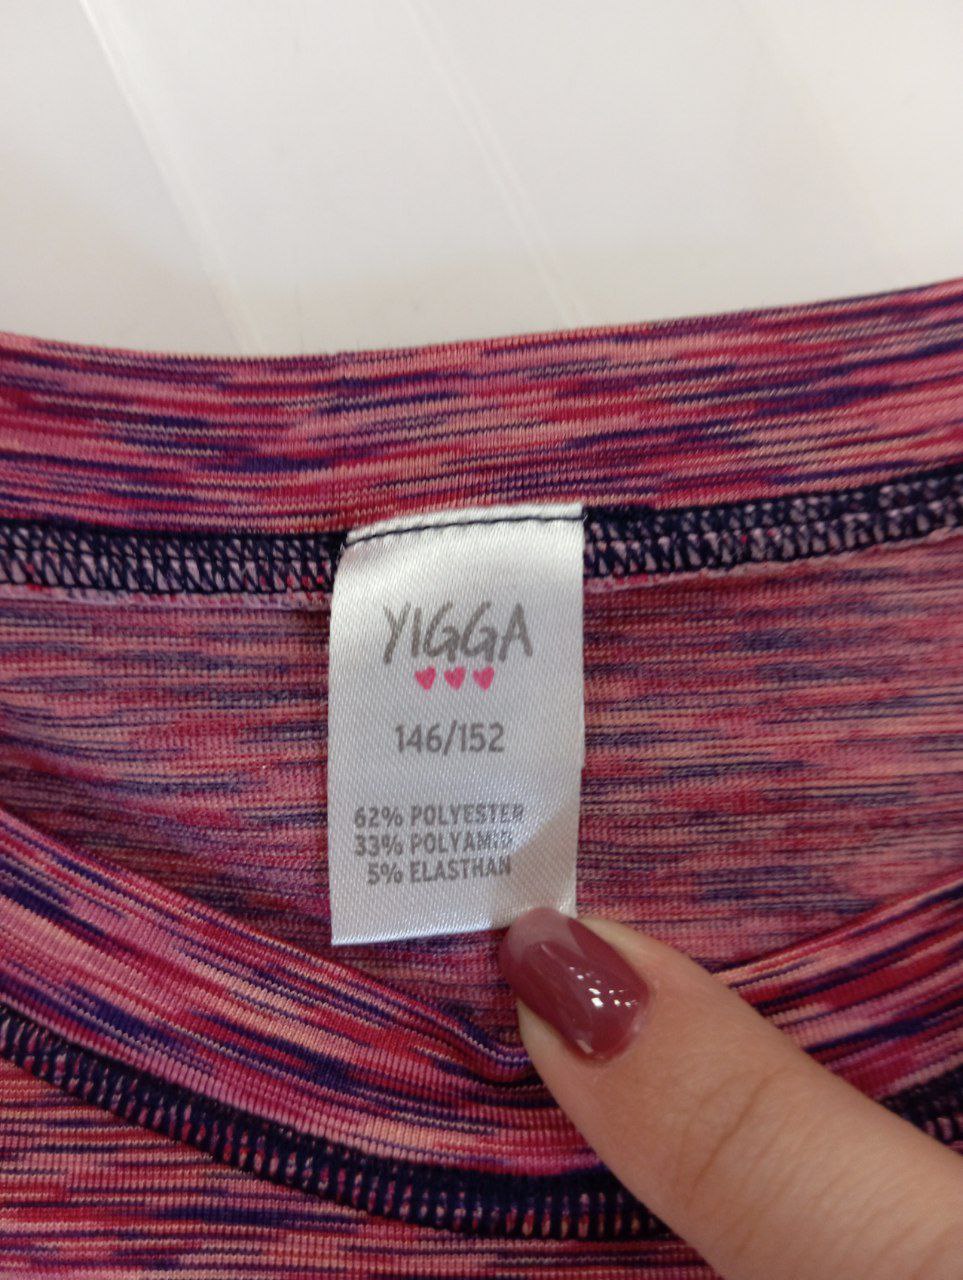 YIGGA
146/152
62% POLYESTER
33% POLYAMID
5% ELASTHAN